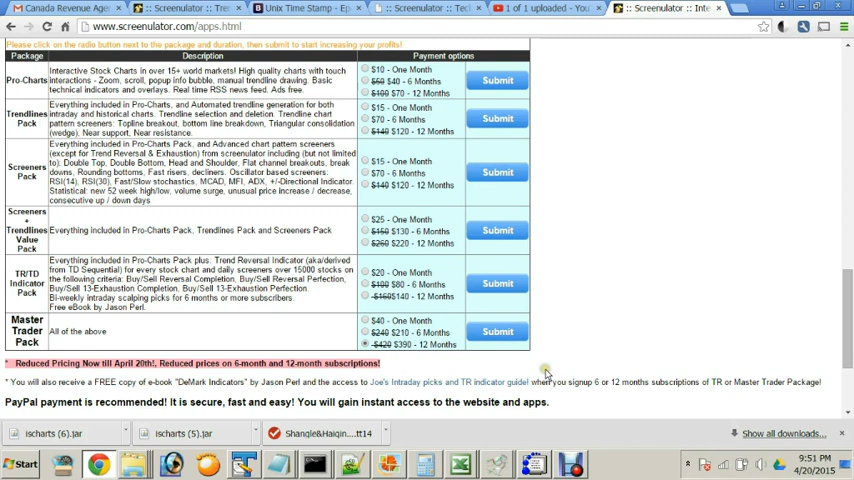 Canada Revenue Age
Screenulator :: Tre
Unix Time Stamp - Ep
Screenulator :: Tec
1 of 1 uploaded - Yo
Screenulator :: Inte
www.screenulator.com/apps.html
Please click on the radio button next to the package and duration, then submit to start increasing your profits!
Package Description Payment options
Pro-Charts
Interactive Stock Charts in over 15+ world markets! High quality charts with touch
interactions - Zoom, scroll, popup info bubble, manual trendline drawing. Basic
technical indicators and overlays. Real time RSS news feed. Ads free.
$10 - One Month
$50 $40 - 6 Months
$100 $70 - 12 Months
Submit
Trendlines
Pack
Everything included in Pro-Charts, and Automated trendline generation for both
intraday and historical charts. Trendline selection and deletion. Trendline chart
pattern screeners: Topline breakout, bottom line breakdown, Triangular consolidation
(wedge), Near support, Near resistance.
$15 - One Month
$70 - 6 Months
$140 $120 - 12 Months
Submit
Screeners
Pack
Everything included in Pro-Charts Pack, and Advanced chart pattern screeners
(except for Trend Reversal & Exhaustion) from screenulator including (but not limited
to): Double Top, Double Bottom, Head and Shoulder, Flat channel breakouts, break
downs, Rounding bottoms, Fast risers, decliners. Oscillator based screeners:
RSI(14), RSI(30), Fast/Slow stochastics, MCAD, MFI, ADX, +/-Directional Indicator.
Statistical: new 52 week high/low, volume surge, unusual price increase / decrease,
consecutive up / down days
$15 - One Month
$70 - 6 Months
$140 $120 - 12 Months
Submit
Screeners
+
Trendlines
Value
Pack
Everything included in Pro-Charts Pack, Trendlines Pack and Screeners Pack
$25 - One Month
$150 $130 - 6 Months
$260 $220 - 12 Months
Submit
TR/TD
Indicator
Pack
Everything included in Pro-Charts Pack plus: Trend Reversal Indicator (aka/derived
from TD Sequential) for every stock chart and daily screeners over 15000 stocks on
the following criteria: Buy/Sell Reversal Completion, Buy/Sell Reversal Perfection,
Buy/Sell 13-Exhaustion Completion, Buy/Sell 13-Exhaustion Perfection
Bi-weekly intraday scalping picks for 6 months or more subscribers.
Free eBook by Jason Perl.
$20 - One Month
$100 $80 - 6 Months
$160 $140 - 12 Months
Submit
Master
Trader
Pack
All of the above
$40 - One Month
$240 $210 - 6 Months
$420 $390 - 12 Months
Submit
* Reduced Pricing Now till April 20th!, Reduced prices on 6-month and 12-month subscriptions!
* You will also receive a FREE copy of e-book "DeMark Indicators" by Jason Perl and the access to Joe's Intraday picks and TR indicator guide! when you signup 6 or 12 months subscriptions of TR or Master Trader Package!
PayPal payment is recommended! It is secure, fast and easy! You will gain instant access to the website and apps.
ischarts (6).jar
ischarts (5).jar
Shangle&Haiqin....tt14
Show all downloads...
Start
9:51 PM
4/20/2015